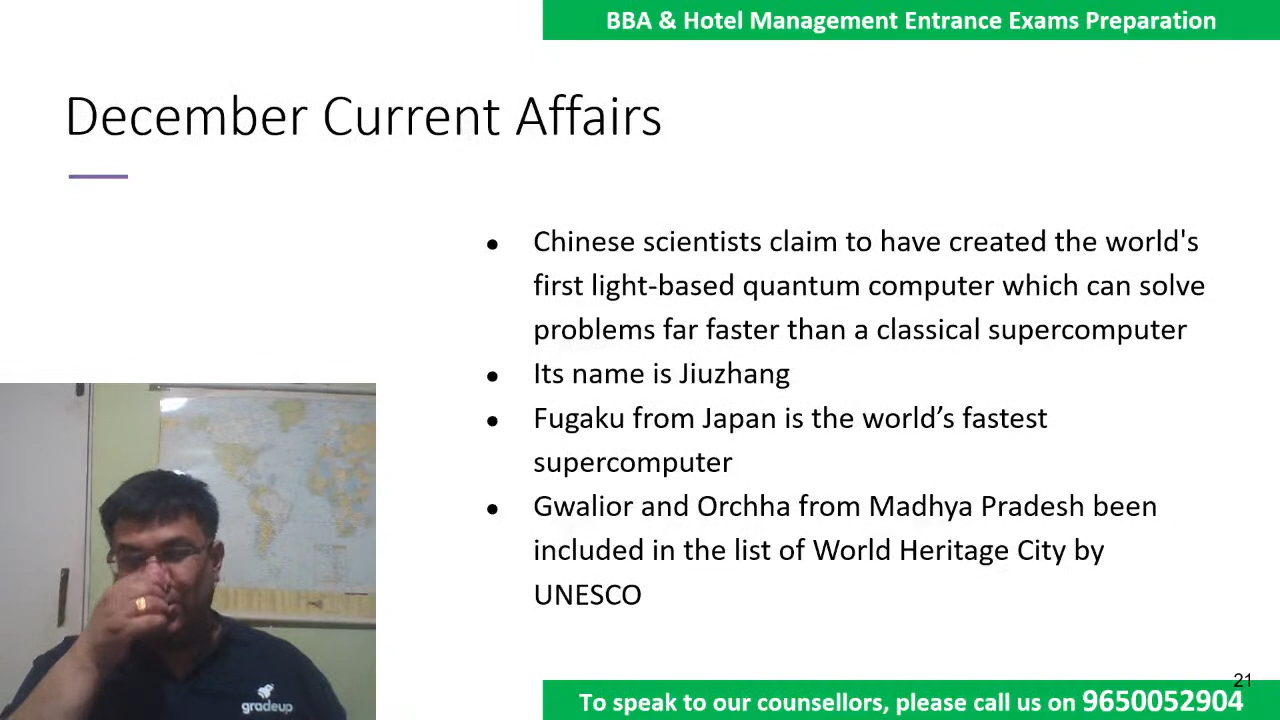 BBA & Hotel Management Entrance Exams Preparation
December Current Affairs
● Chinese scientists claim to have created the world's
first light-based quantum computer which can solve
problems far faster than a classical supercomputer
● Its name is Jiuzhang
● Fugaku from Japan is the world’s fastest
supercomputer
● Gwalior and Orchha from Madhya Pradesh been
included in the list of World Heritage City by
UNESCO
gradeup
21
To speak to our counsellors, please call us on 9650052904